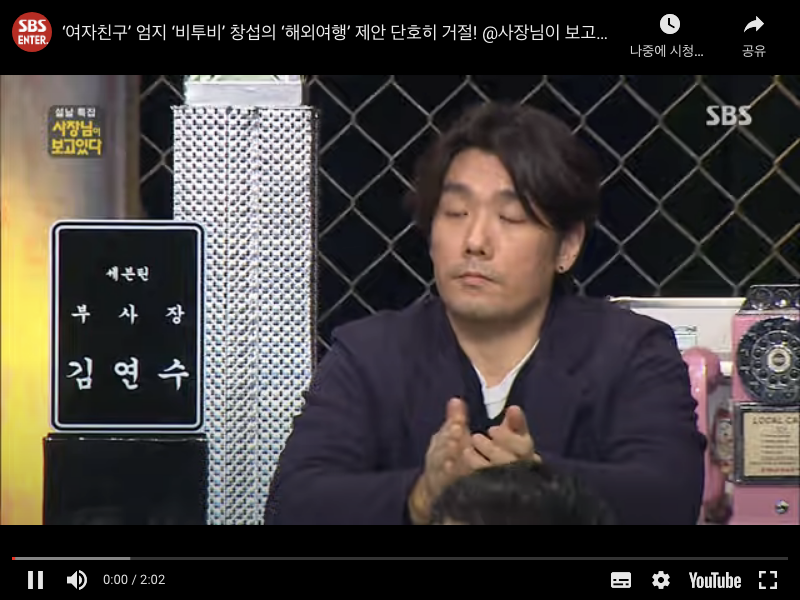 SBS
ENTER.
‘여자친구’ 엄지 ‘비투비’ 창섭의 ‘해외여행’ 제안 단호히 거절! @사장님이 보고...
나중에 시청...
공유
설날 특집
사장님이
보고있다
SBS
세븐틴
부 사 장
김 연 수
LOCAL CA
0:00 / 2:02
YouTube